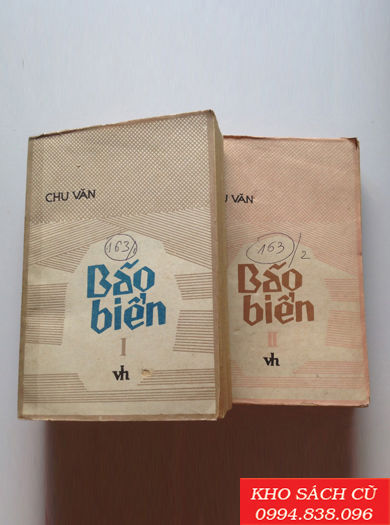 CHU VĂN
163/1
Bão
biển
I
vh
U VĂN
163/2
Bão
biển
II
vh
KHO SÁCH CŨ
0994.838.096